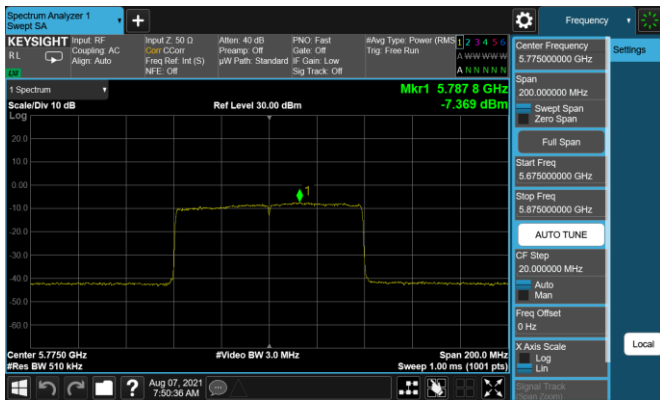 Spectrum Analyzer 1
Swept SA
Frequency
KEYSIGHT
RL
Input: RF
Coupling: AC
Align: Auto
Input Z: 50 Ω
Corr CCorr
Freq Ref: Int (S)
NFE: Off
Atten: 40 dB
Preamp: Off
µW Path: Standard
PNO: Fast
Gate: Off
IF Gain: Low
Sig Track: Off
#Avg Type: Power (RMS
Trig: Free Run
1 2 3 4 5 6
A WWWWW
A N N N N N
1 Spectrum
Scale/Div 10 dB
Log
Ref Level 30.00 dBm
Mkr1 5.787 8 GHz
-7.369 dBm
20.0
10.0
0.00
-10.0
-20.0
-30.0
-40.0
-50.0
-60.0
1
Center 5.7750 GHz
#Res BW 510 kHz
#Video BW 3.0 MHz
Span 200.0 MHz
Sweep 1.00 ms (1001 pts)
?
Aug 07, 2021
7:50:36 AM
Center Frequency
5.775000000 GHz
Span
200.000000 MHz
Swept Span
Zero Span
Full Span
Start Freq
5.675000000 GHz
Stop Freq
5.875000000 GHz
AUTO TUNE
CF Step
20.000000 MHz
Auto
Man
Freq Offset
0 Hz
X Axis Scale
Log
Lin
Signal Track
(Span Zoom)
Settings
Local